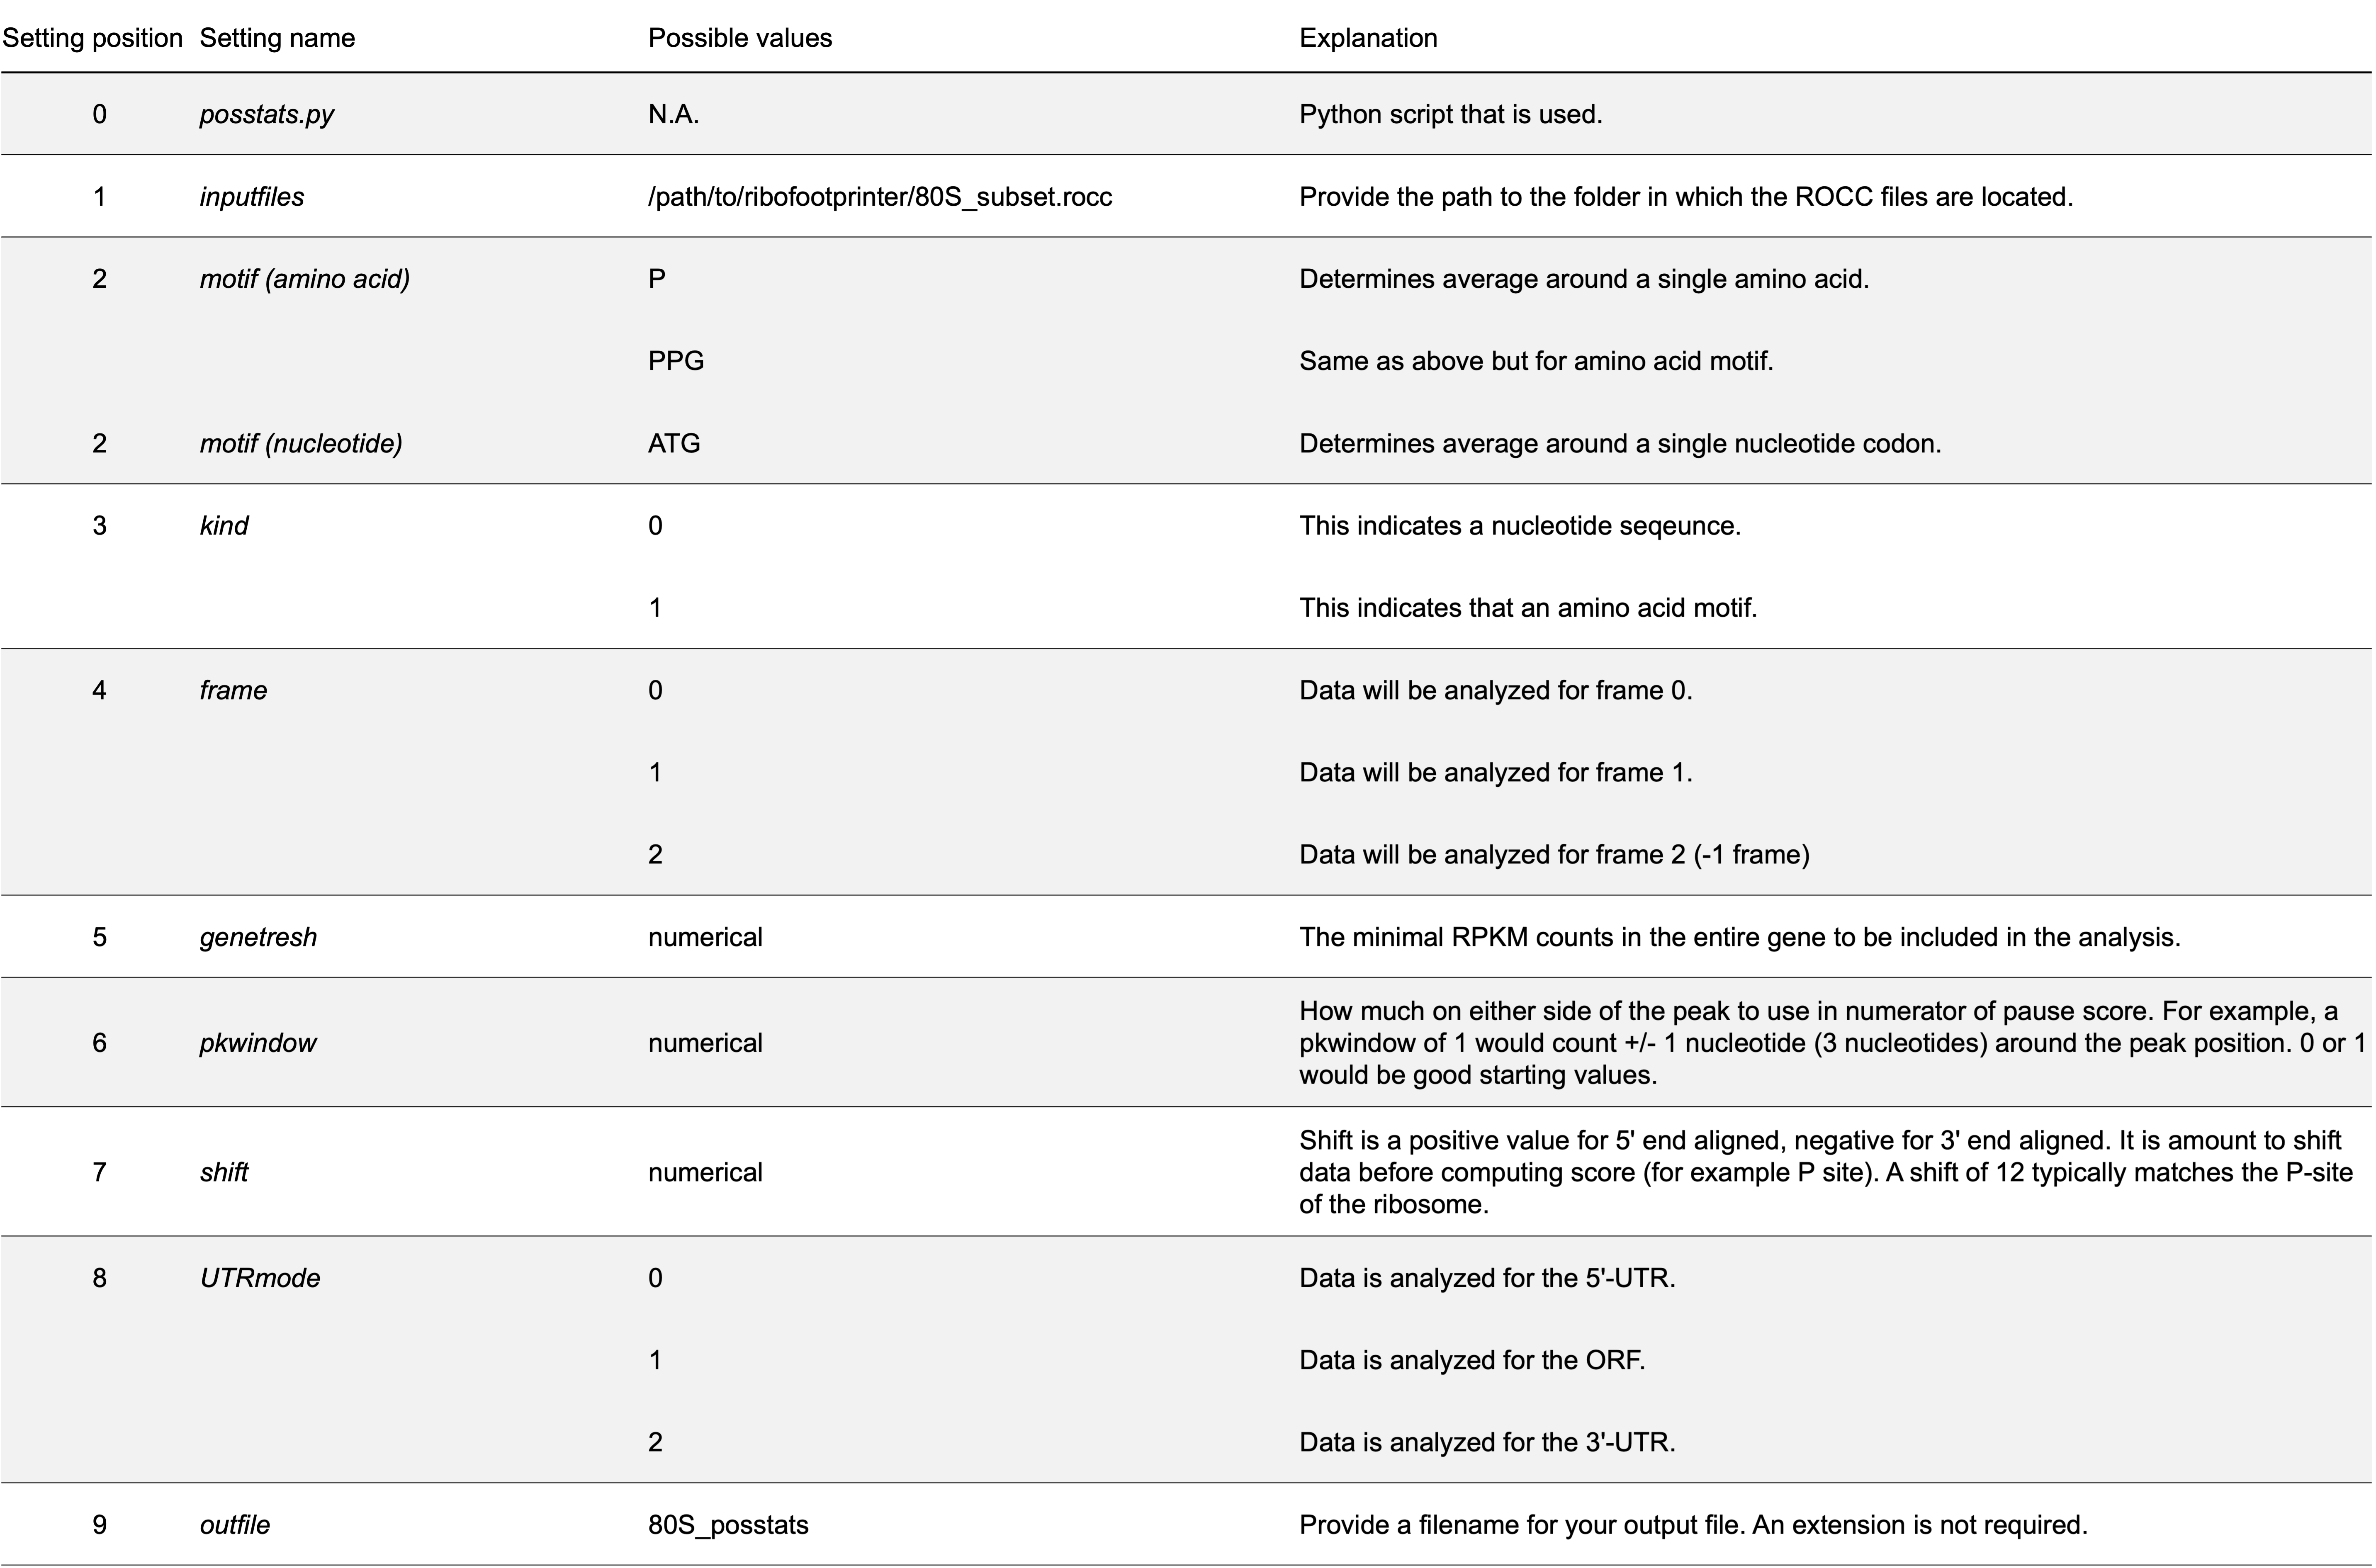 Setting position Setting name Possible values Explanation
0 posstats.py N.A. Python script that is used.
1 inputfiles /path/to/ribofootprinter/80S_subset.rocc Provide the path to the folder in which the ROCC files are located.
2 motif (amino acid) P Determines average around a single amino acid.
PPG Same as above but for amino acid motif.
2 motif (nucleotide) ATG Determines average around a single nucleotide codon.
3 kind 0 This indicates a nucleotide seqeunce.
1 This indicates that an amino acid motif.
4 frame 0 Data will be analyzed for frame 0.
1 Data will be analyzed for frame 1.
2 Data will be analyzed for frame 2 (-1 frame)
5 genetresh numerical The minimal RPKM counts in the entire gene to be included in the analysis.
6 pkwindow numerical How much on either side of the peak to use in numerator of pause score. For example, a
pkwindow of 1 would count +/- 1 nucleotide (3 nucleotides) around the peak position. 0 or 1
would be good starting values.
7 shift numerical Shift is a positive value for 5' end aligned, negative for 3' end aligned. It is amount to shift
data before computing score (for example P site). A shift of 12 typically matches the P-site
of the ribosome.
8 UTRmode 0 Data is analyzed for the 5'-UTR.
1 Data is analyzed for the ORF.
2 Data is analyzed for the 3'-UTR.
9 outfile 80S_posstats Provide a filename for your output file. An extension is not required.